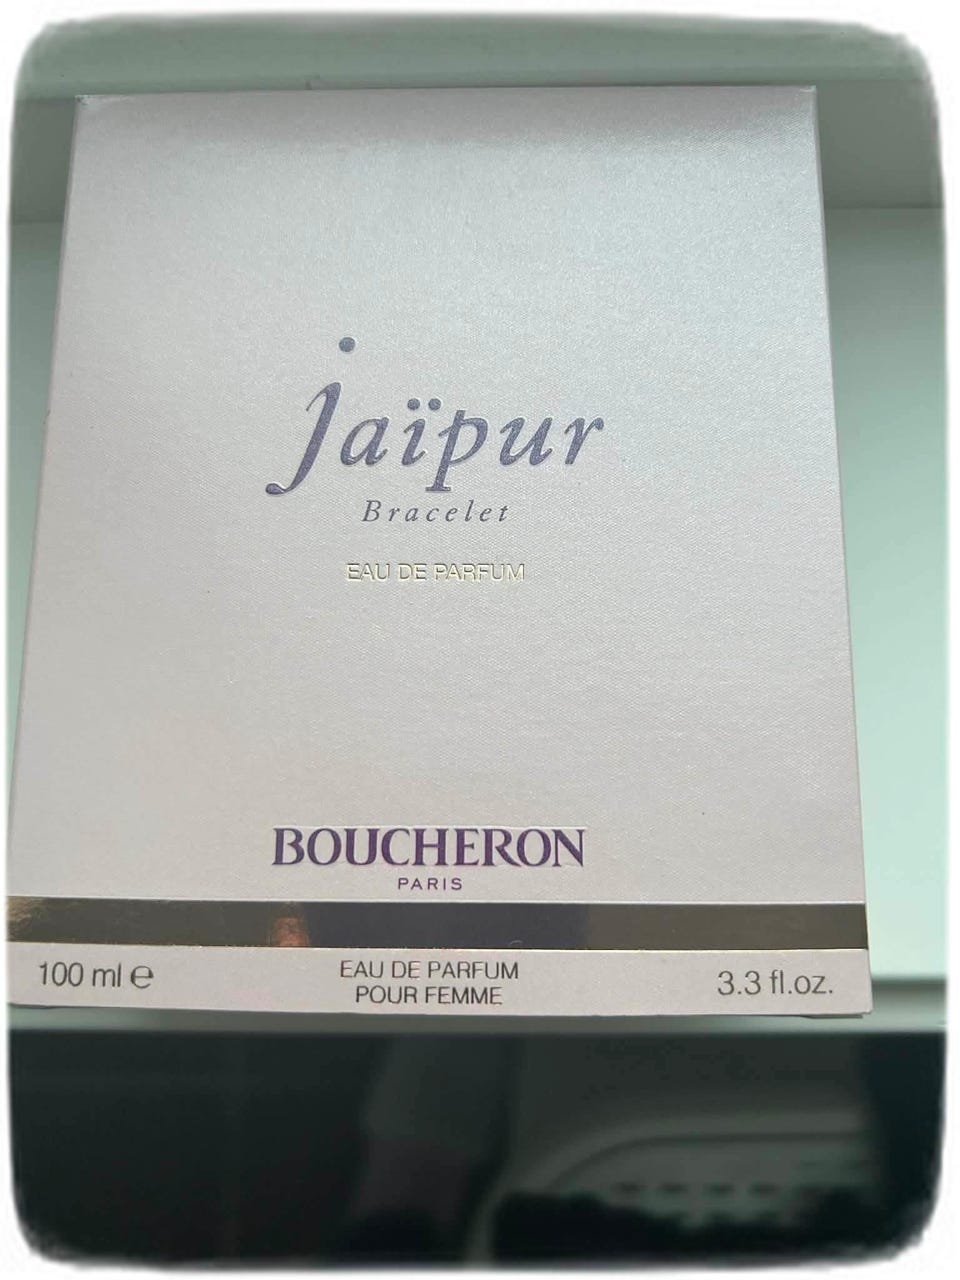 jaïpur
Bracelet
EAU DE PARFUM
BOUCHERON
PARIS
100 ml ℮
EAU DE PARFUM
POUR FEMME
3.3 fl.oz.